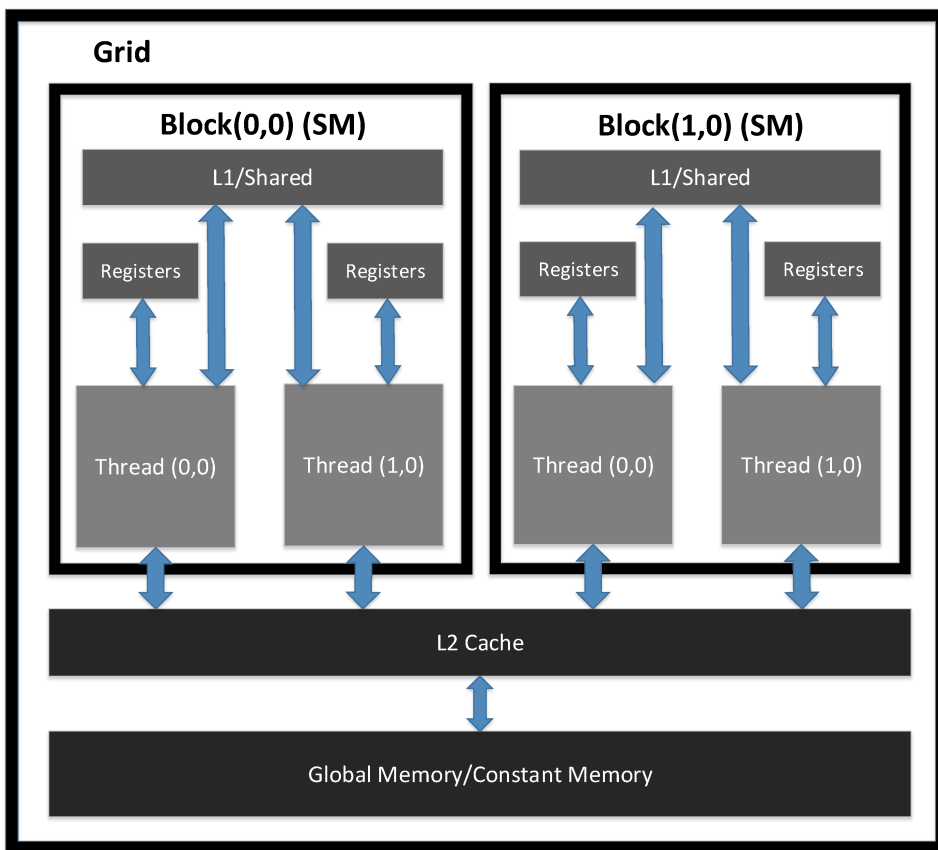 Grid
Block(0,0) (SM)
L1/Shared
Registers
Registers
Thread (0,0)
Thread (1,0)
Block(1,0) (SM)
L1/Shared
Registers
Registers
Thread (0,0)
Thread (1,0)
L2 Cache
Global Memory/Constant Memory